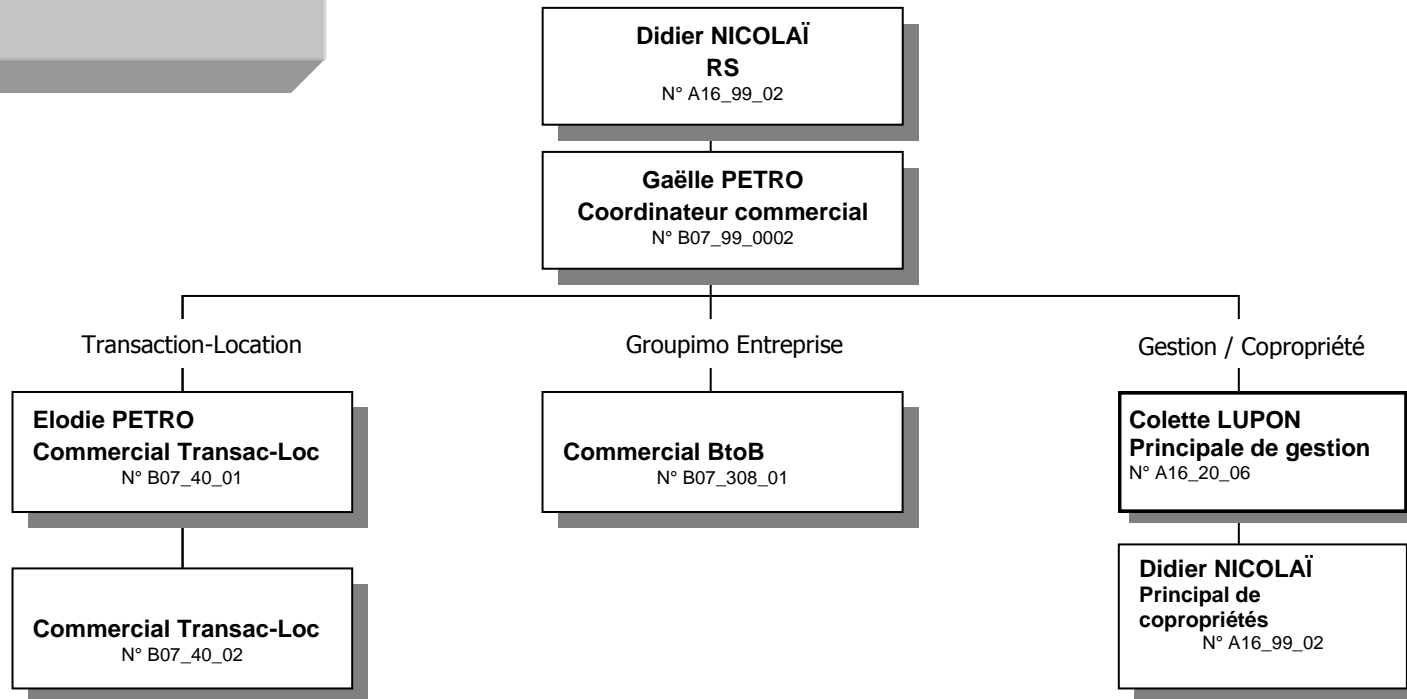 Didier NICOLAÏ
RS
N° A16_99_02
Gaëlle PETRO
Coordinateur commercial
N° B07_99_0002
Transaction-Location
Groupimo Entreprise
Gestion / Copropriété
Elodie PETRO
Commercial Transac-Loc
N° B07_40_01
Commercial BtoB
N° B07_308_01
Colette LUPON
Principale de gestion
N° A16_20_06
Commercial Transac-Loc
N° B07_40_02
Didier NICOLAÏ
Principal de
copropriétés
N° A16_99_02